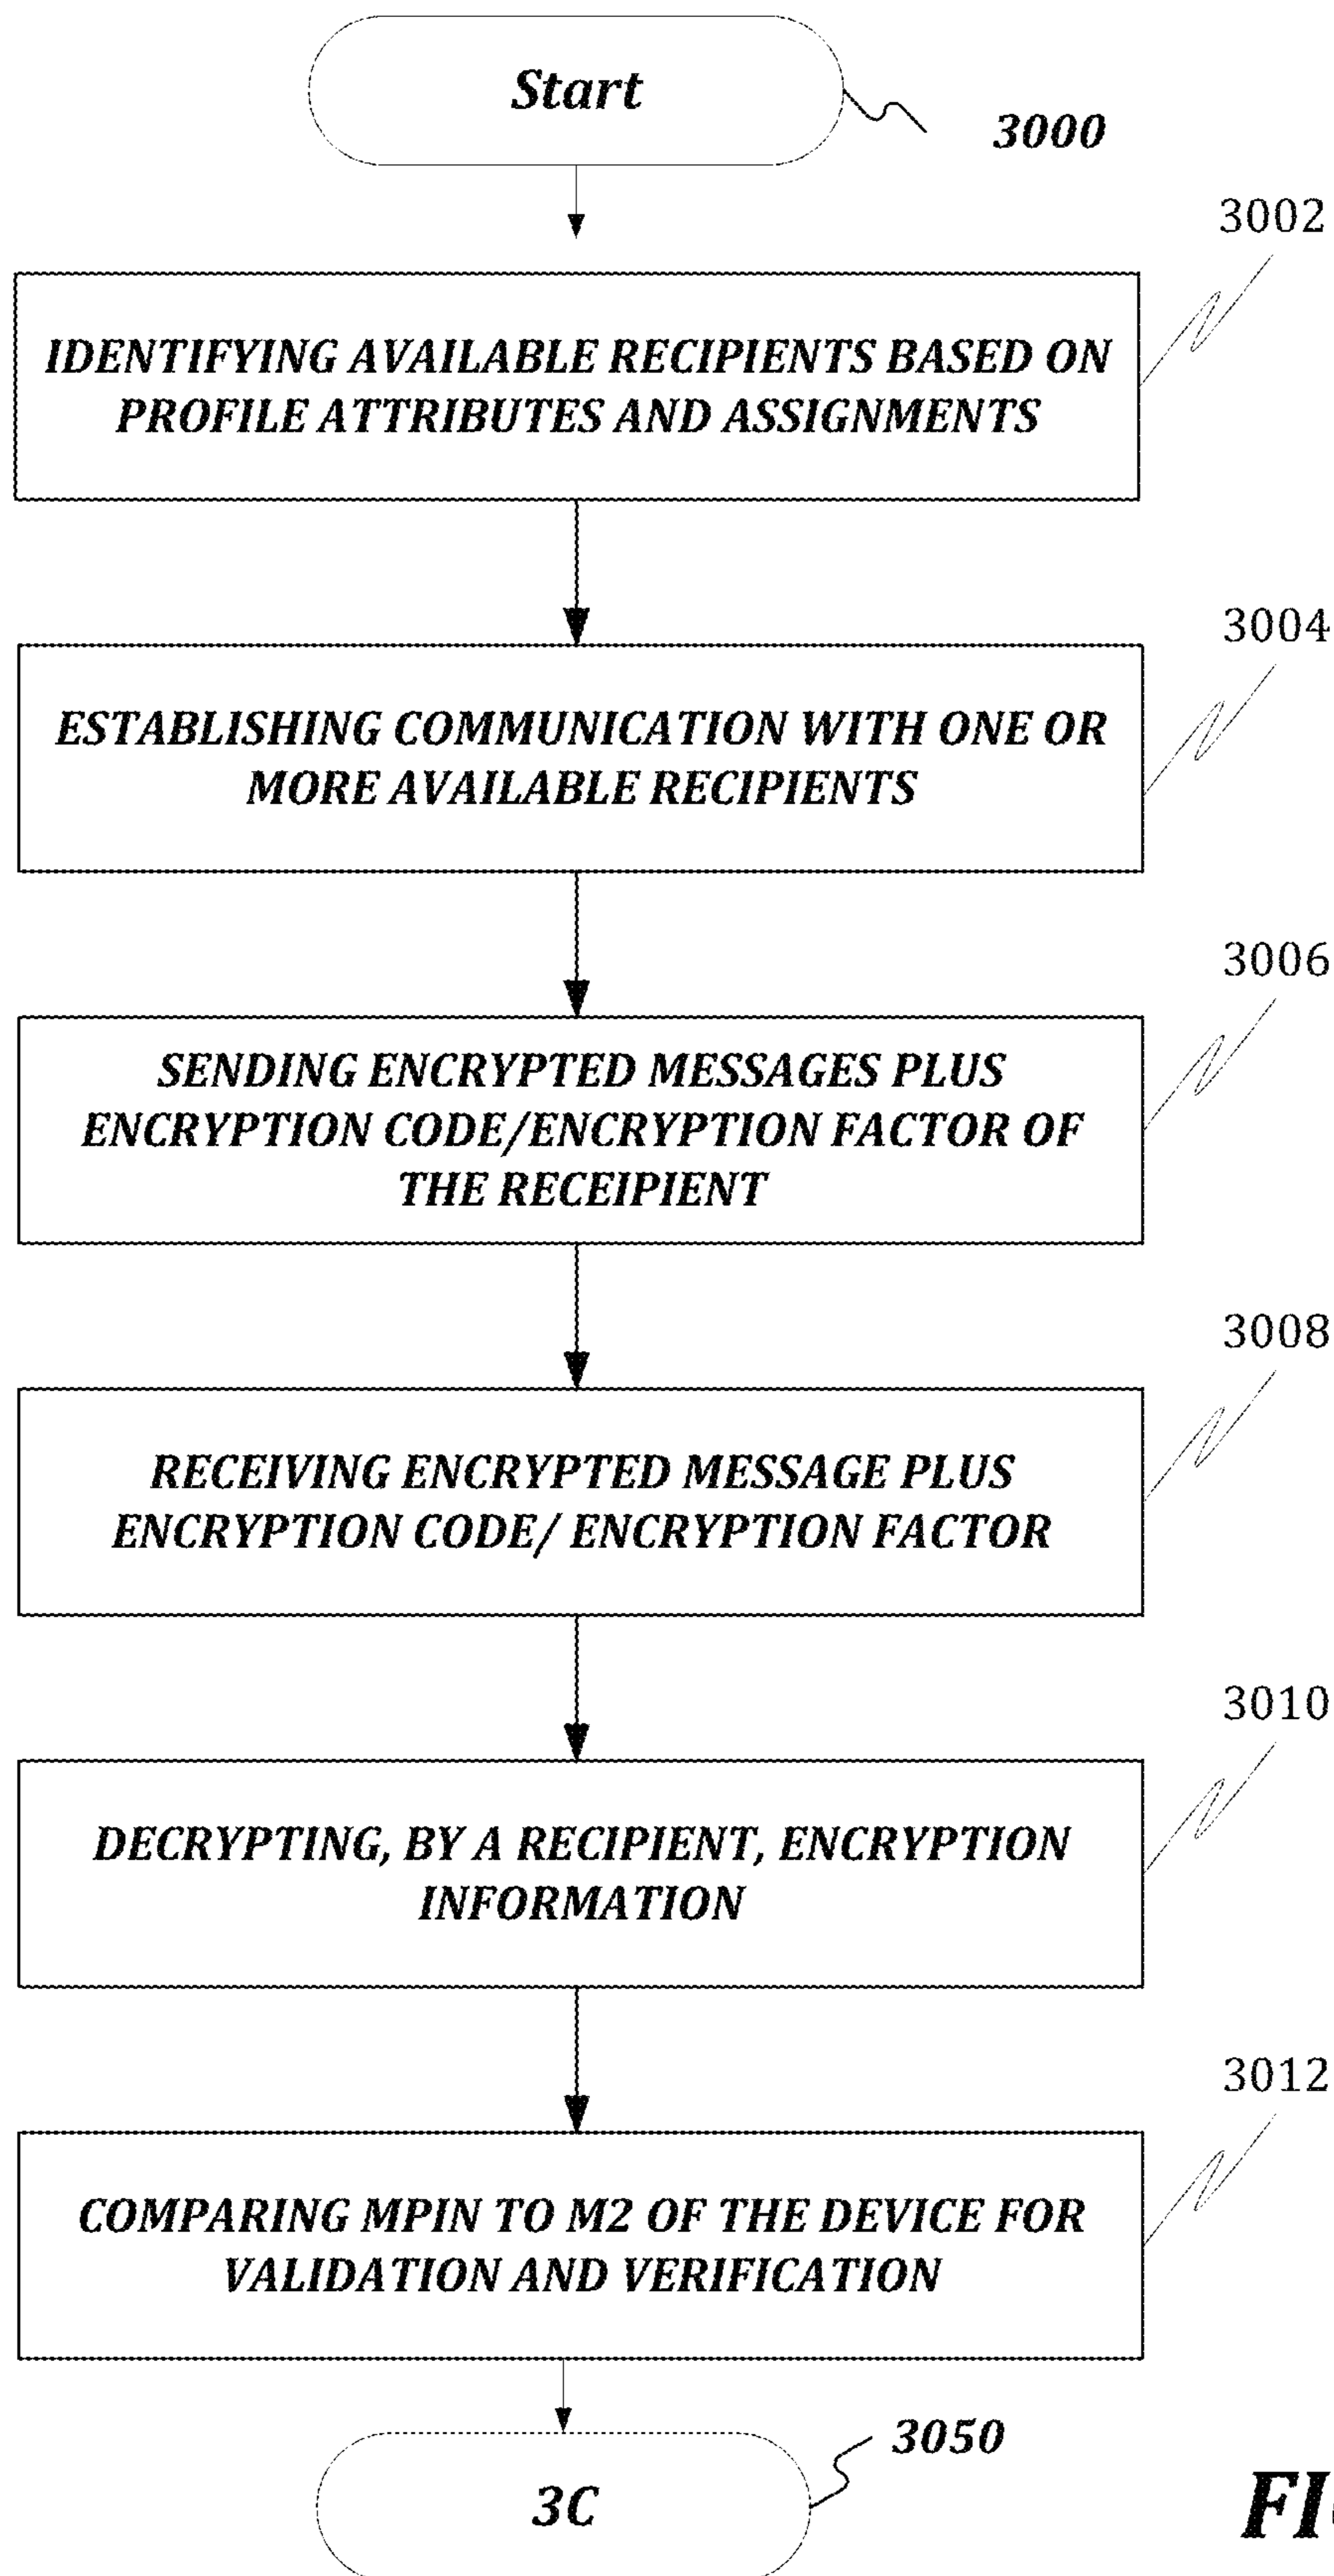 Start
3000
3002
IDENTIFYING AVAILABLE RECIPIENTS BASED ON
PROFILE ATTRIBUTES AND ASSIGNMENTS
3004
ESTABLISHING COMMUNICATION WITH ONE OR
MORE AVAILABLE RECIPIENTS
3006
SENDING ENCRYPTED MESSAGES PLUS
ENCRYPTION CODE/ENCRYPTION FACTOR OF
THE RECEIPIENT
3008
RECEIVING ENCRYPTED MESSAGE PLUS
ENCRYPTION CODE/ ENCRYPTION FACTOR
3010
DECRYPTING, BY A RECIPIENT, ENCRYPTION
INFORMATION
3012
COMPARING MPIN TO M2 OF THE DEVICE FOR
VALIDATION AND VERIFICATION
3050
3C